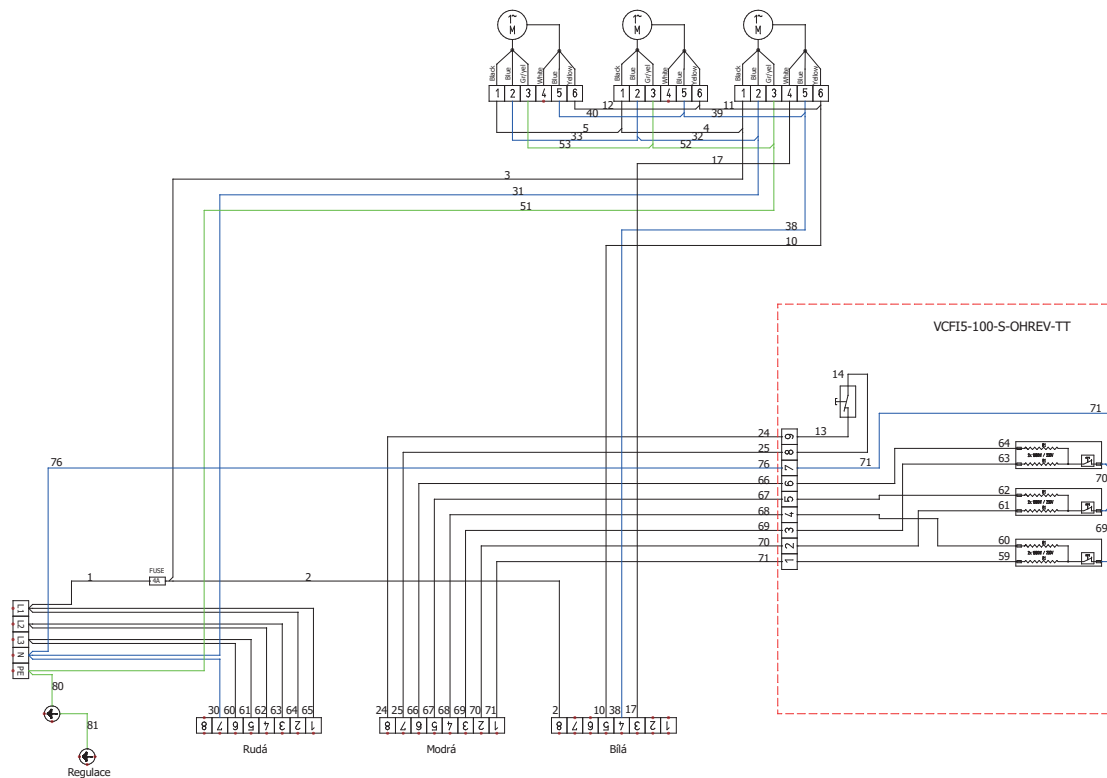 1~ 1~ 1~
M M M
Black Blue Gr/yel White Blue Yellow Black Blue Gr/yel White Blue Yellow Black Blue Gr/yel White Blue Yellow
1 2 3 4 5 6 1 2 3 4 5 6 1 2 3 4 5 6
12 11
40 39
5 4
33 32
53 52
17
3
31
51
38
10
VCFI5-100-S-OHREV-TT
14
71
24 9 13
25 8
76 76 7 71
66 6
67 5
68 4
69 3
70 2
71 1
64
63
70
62
61
69
60
59
FUSE
1 4A 2
L1
L2
L3
N
PE
80
81
30 60 61 62 63 64 65
8 7 6 5 4 3 2 1
Rudá
24 25 66 67 68 69 70 71
8 7 6 5 4 3 2 1
Modrá
2 10 38 17
8 7 6 5 4 3 2 1
Bílá
Regulace